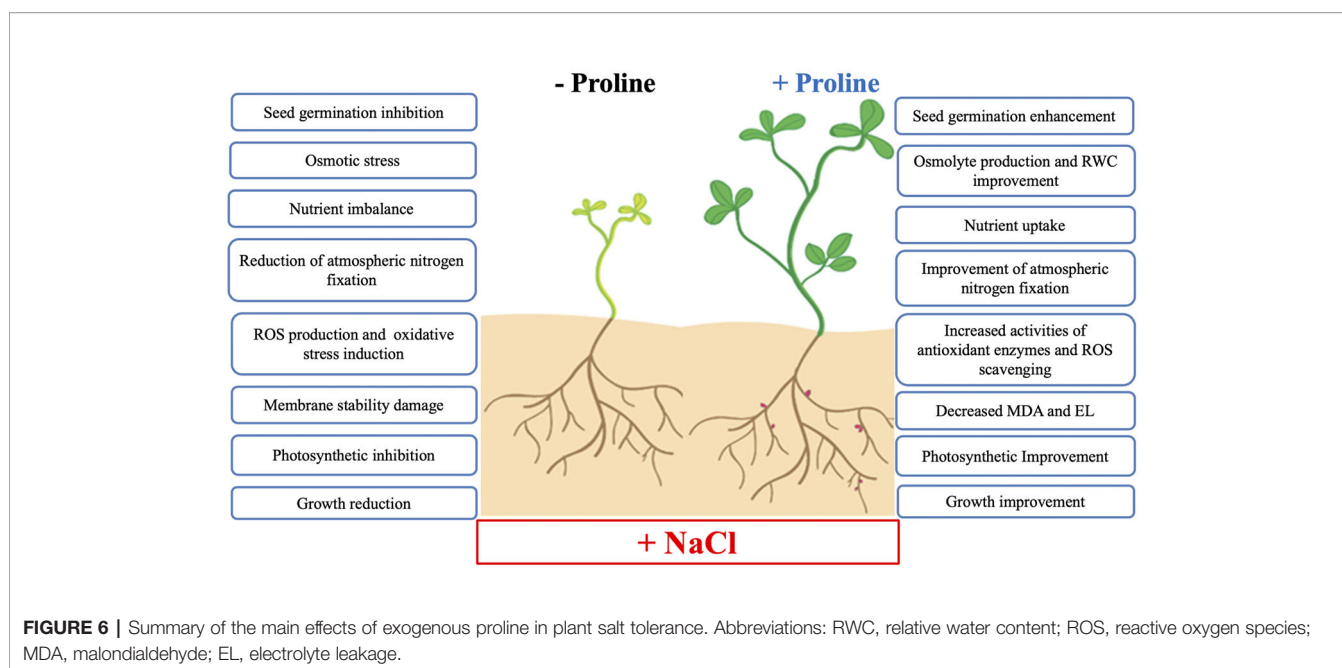 - Proline
+ Proline
Seed germination inhibition
Osmotic stress
Nutrient imbalance
Reduction of atmospheric nitrogen
fixation
ROS production and oxidative
stress induction
Membrane stability damage
Photosynthetic inhibition
Growth reduction
Seed germination enhancement
Osmolyte production and RWC
improvement
Nutrient uptake
Improvement of atmospheric
nitrogen fixation
Increased activities of
antioxidant enzymes and ROS
scavenging
Decreased MDA and EL
Photosynthetic Improvement
Growth improvement
+ NaCl
FIGURE 6 | Summary of the main effects of exogenous proline in plant salt tolerance. Abbreviations: RWC, relative water content; ROS, reactive oxygen species;
MDA, malondialdehyde; EL, electrolyte leakage.